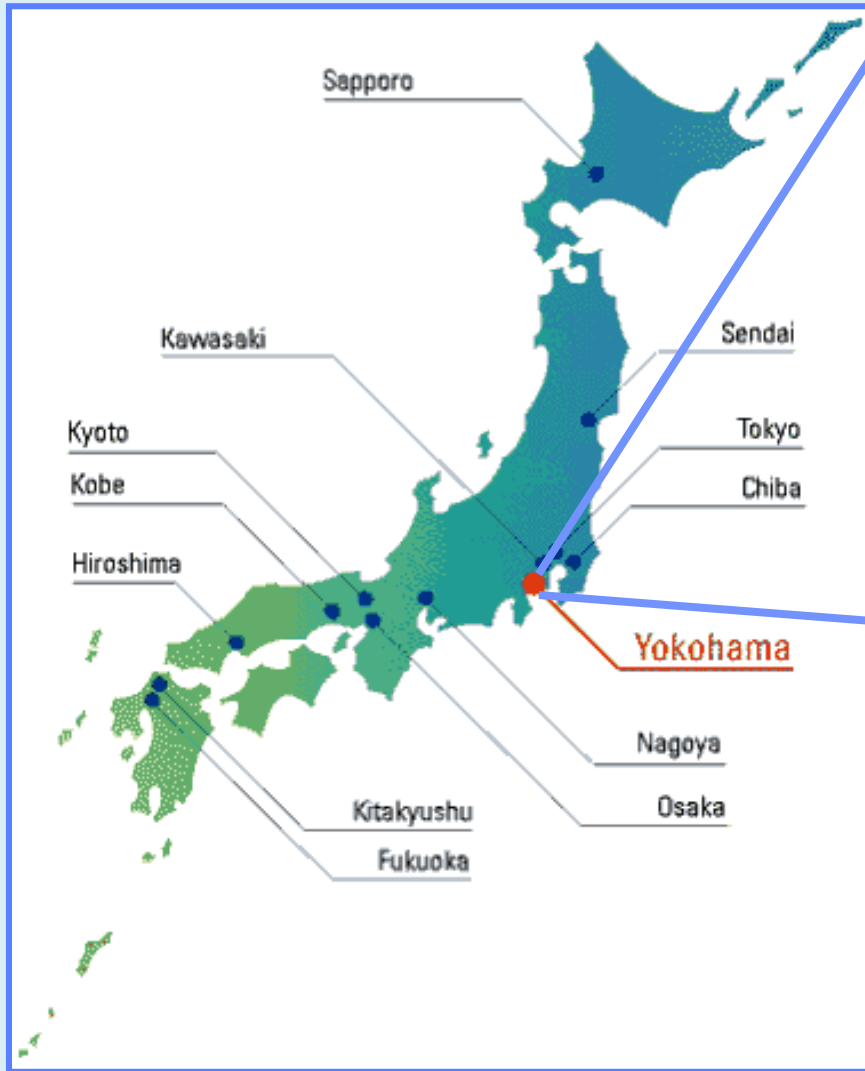 Sapporo
Kawasaki
Sendai
Kyoto
Tokyo
Kobe
Chiba
Hiroshima
Yokohama
Nagoya
Kitakyushu
Osaka
Fukuoka